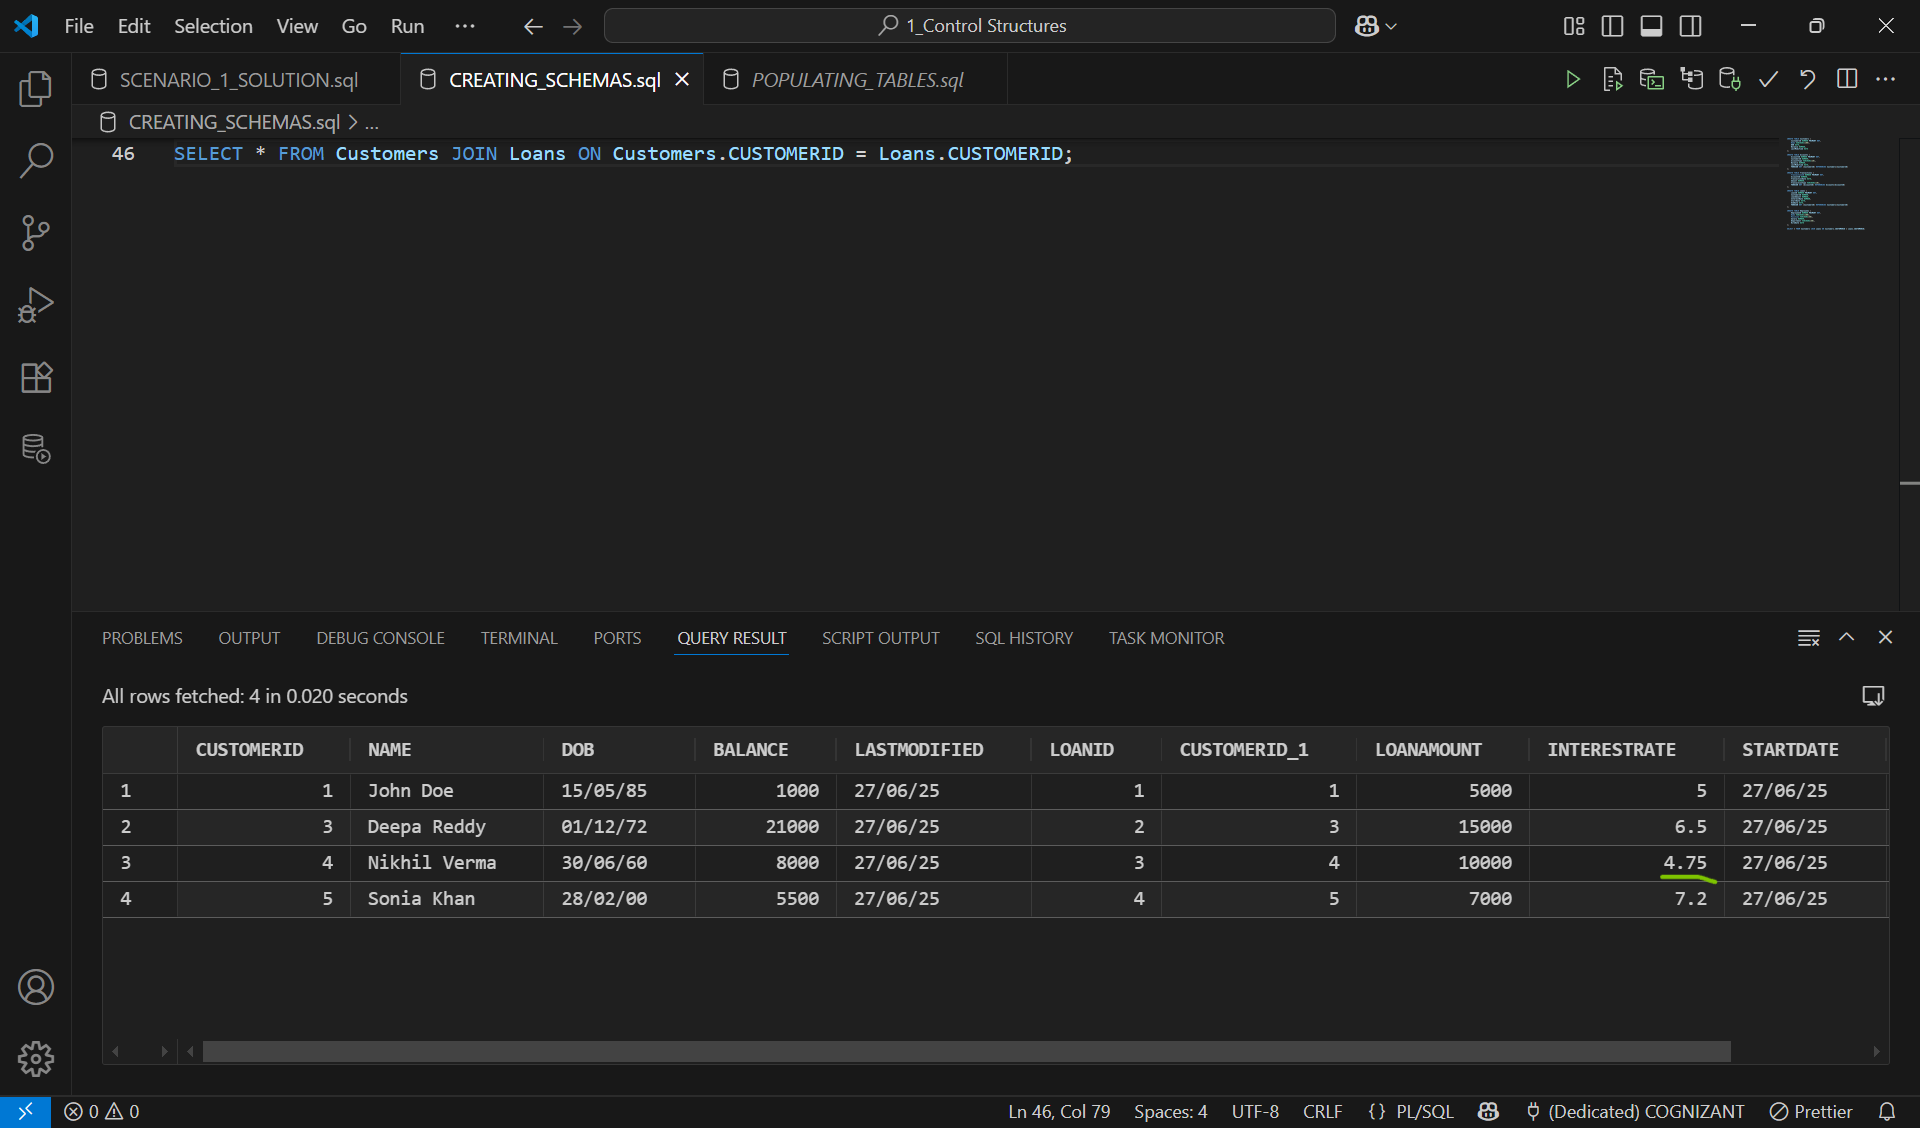 File Edit Selection View Go Run ··· 1_Control Structures
SCENARIO_1_SOLUTION.sql CREATING_SCHEMAS.sql POPULATING_TABLES.sql
CREATING_SCHEMAS.sql > ...
46 SELECT * FROM Customers JOIN Loans ON Customers.CUSTOMERID = Loans.CUSTOMERID;
PROBLEMS OUTPUT DEBUG CONSOLE TERMINAL PORTS QUERY RESULT SCRIPT OUTPUT SQL HISTORY TASK MONITOR
All rows fetched: 4 in 0.020 seconds
CUSTOMERID NAME DOB BALANCE LASTMODIFIED LOANID CUSTOMERID_1 LOANAMOUNT INTERESTRATE STARTDATE
1 1 John Doe 15/05/85 1000 27/06/25 1 1 5000 5 27/06/25
2 3 Deepa Reddy 01/12/72 21000 27/06/25 2 3 15000 6.5 27/06/25
3 4 Nikhil Verma 30/06/60 8000 27/06/25 3 4 10000 4.75 27/06/25
4 5 Sonia Khan 28/02/00 5500 27/06/25 4 5 7000 7.2 27/06/25
0 0 Ln 46, Col 79 Spaces: 4 UTF-8 CRLF {} PL/SQL (Dedicated) COGNIZANT Prettier